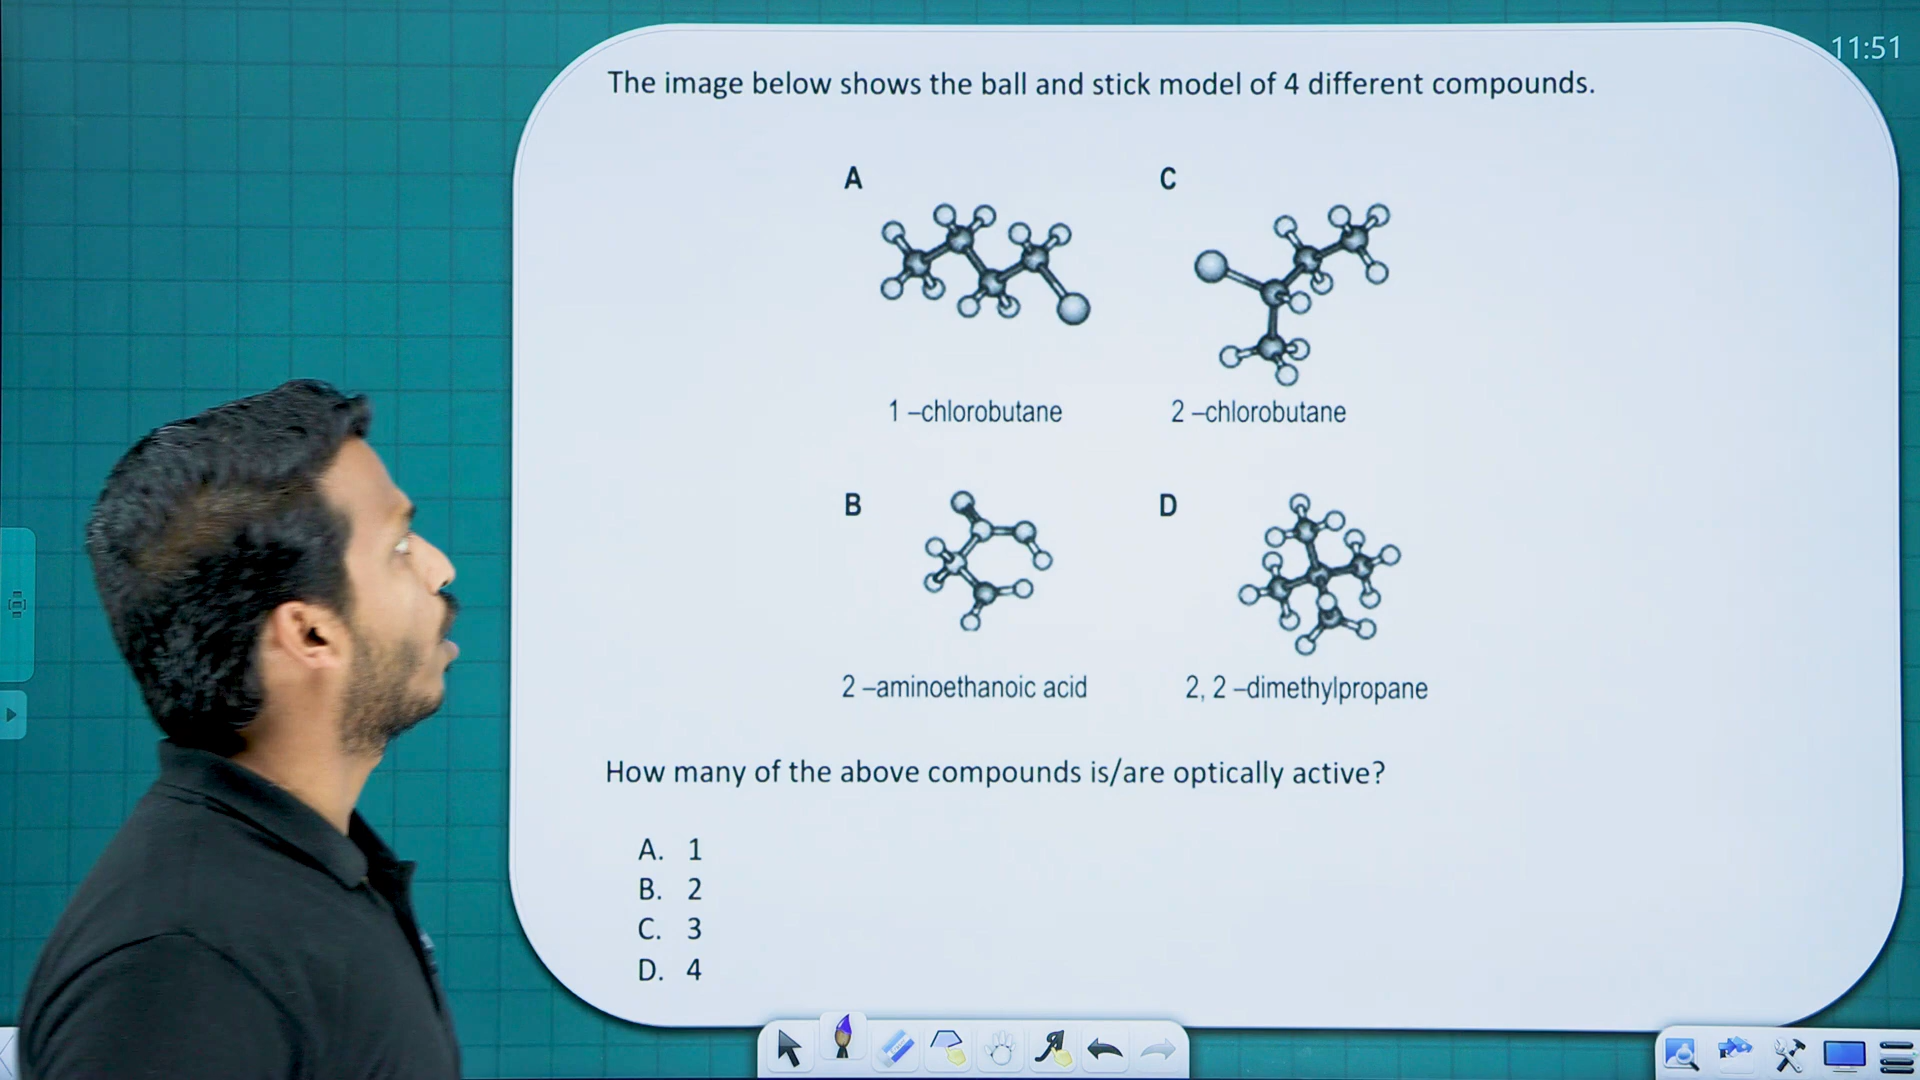 11:51
The image below shows the ball and stick model of 4 different compounds.
A
C
1 –chlorobutane
2 –chlorobutane
B
D
2 –aminoethanoic acid
2, 2 –dimethylpropane
How many of the above compounds is/are optically active?
A. 1
B. 2
C. 3
D. 4